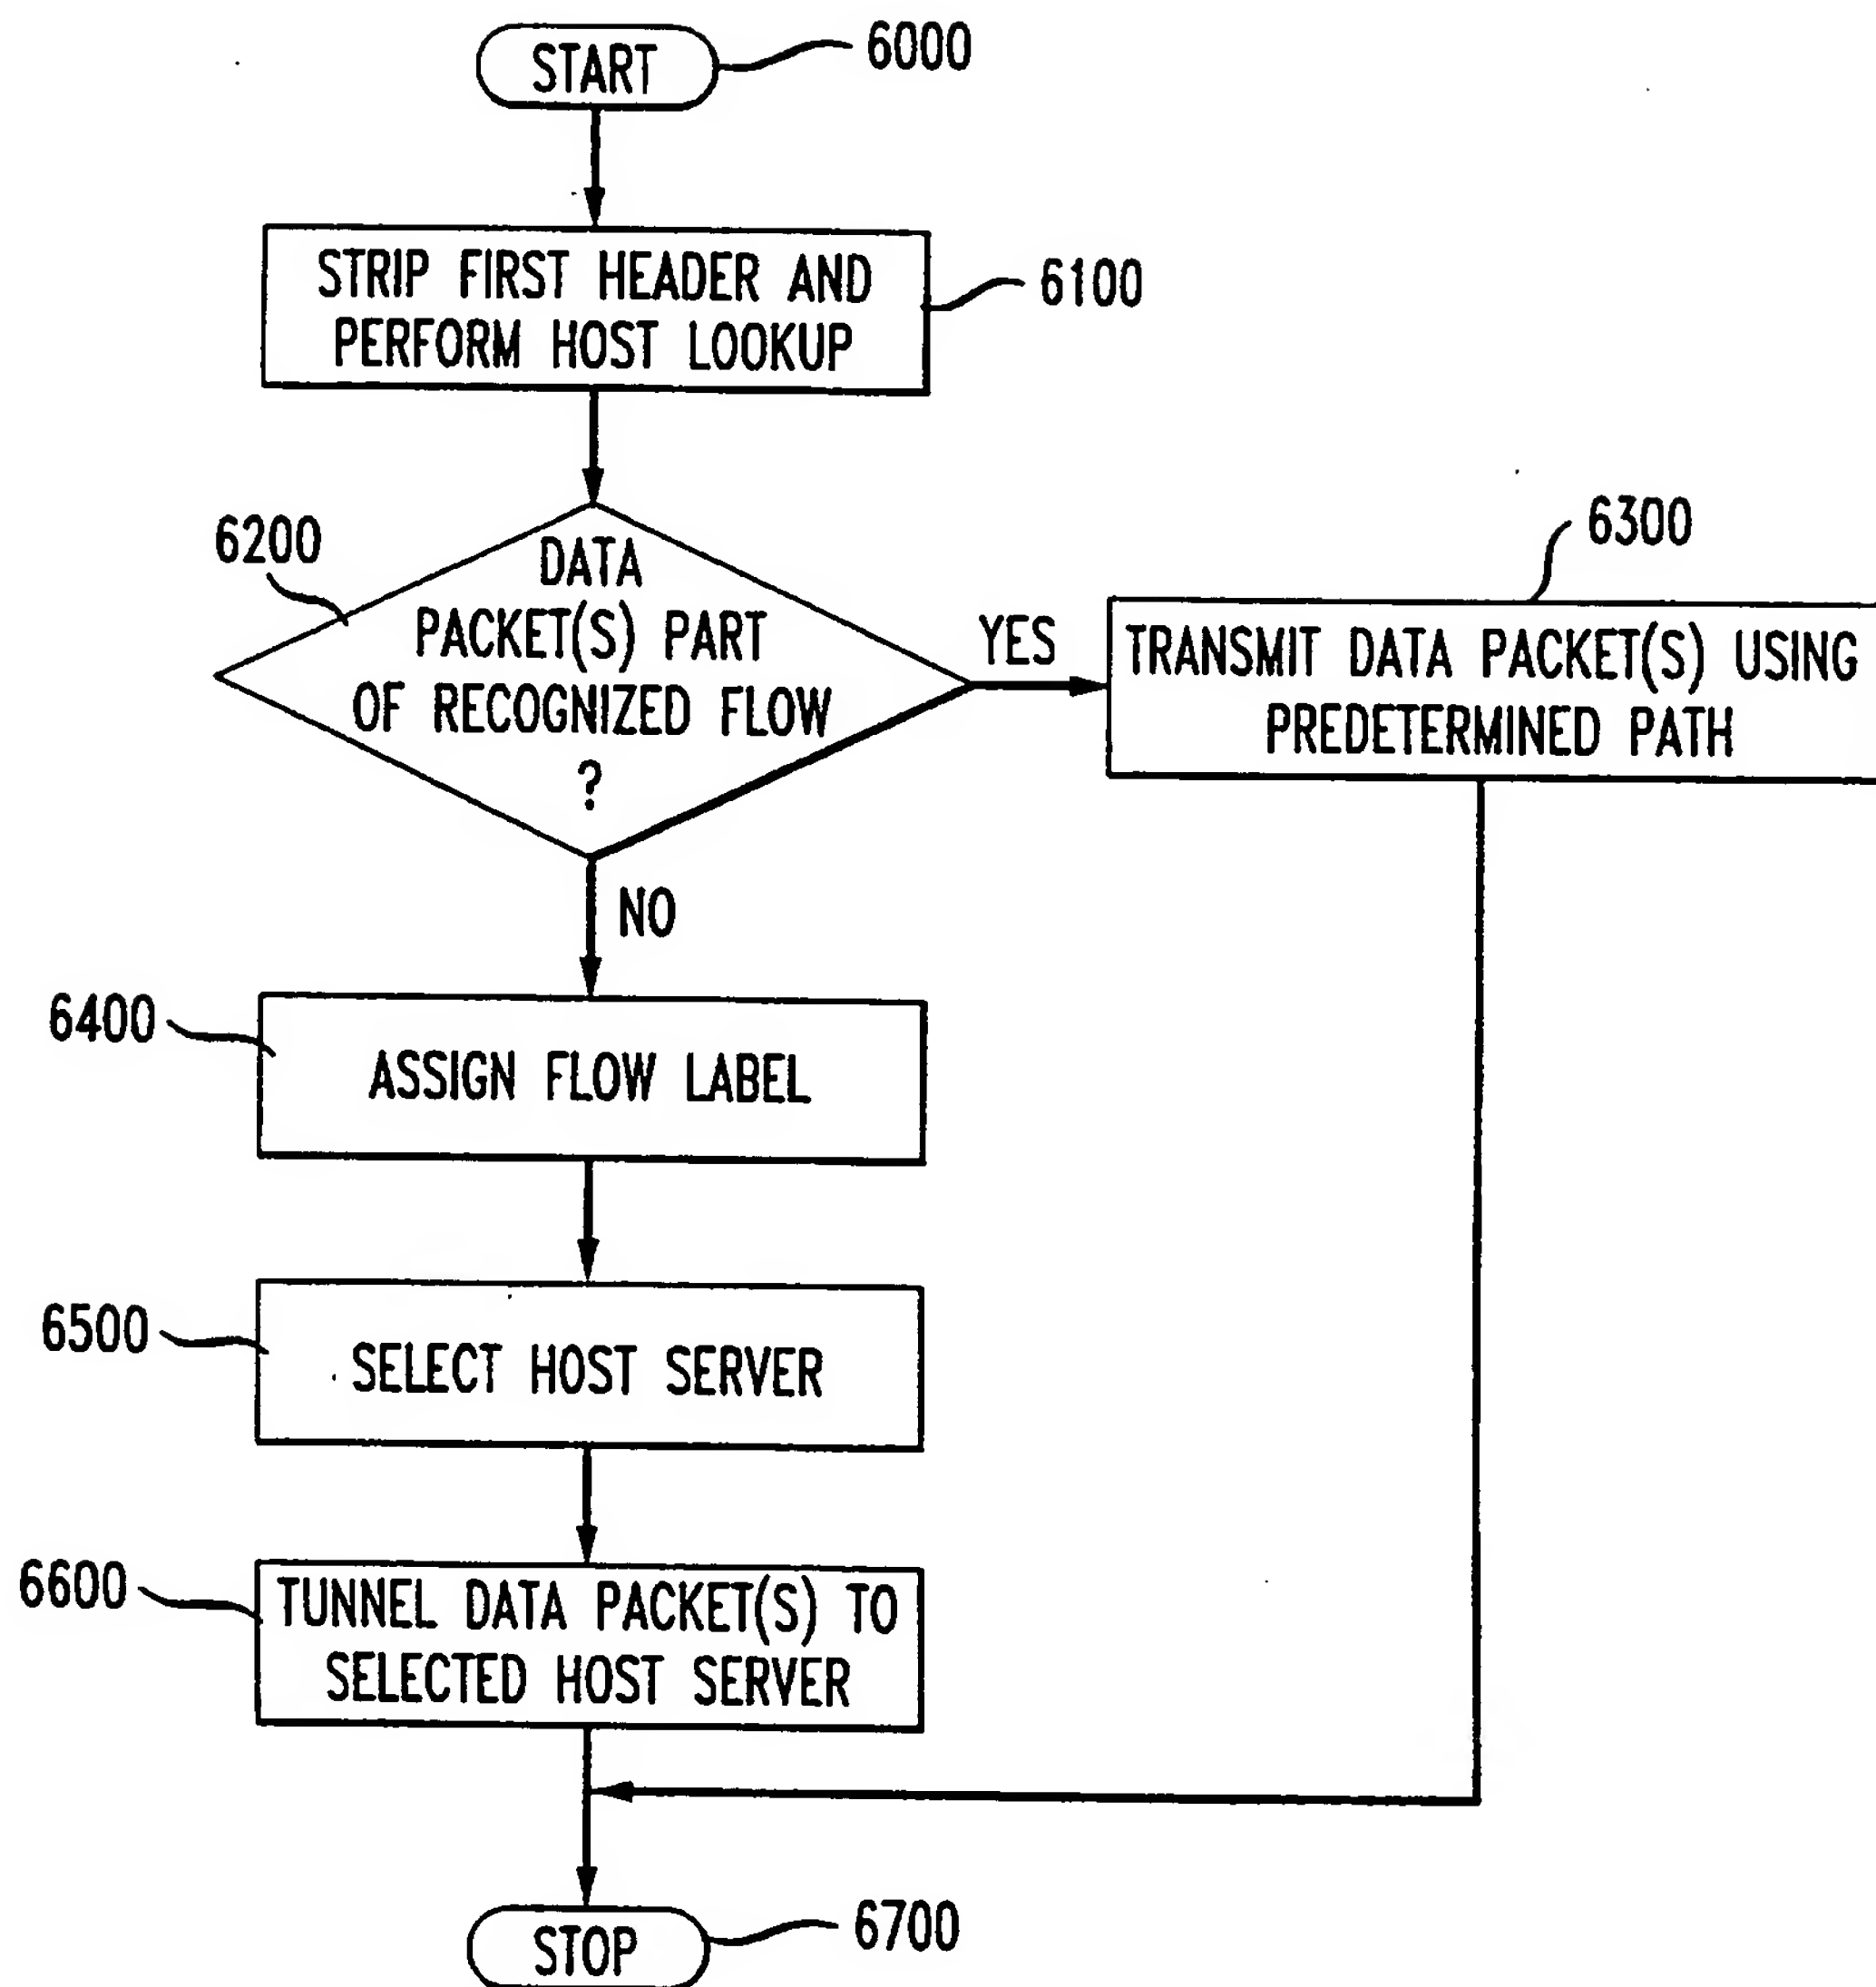 START
6000
STRIP FIRST HEADER AND
PERFORM HOST LOOKUP
6100
6200
DATA
PACKET(S) PART
OF RECOGNIZED FLOW
?
YES
6300
TRANSMIT DATA PACKET(S) USING
PREDETERMINED PATH
NO
6400
ASSIGN FLOW LABEL
6500
SELECT HOST SERVER
6600
TUNNEL DATA PACKET(S) TO
SELECTED HOST SERVER
STOP
6700